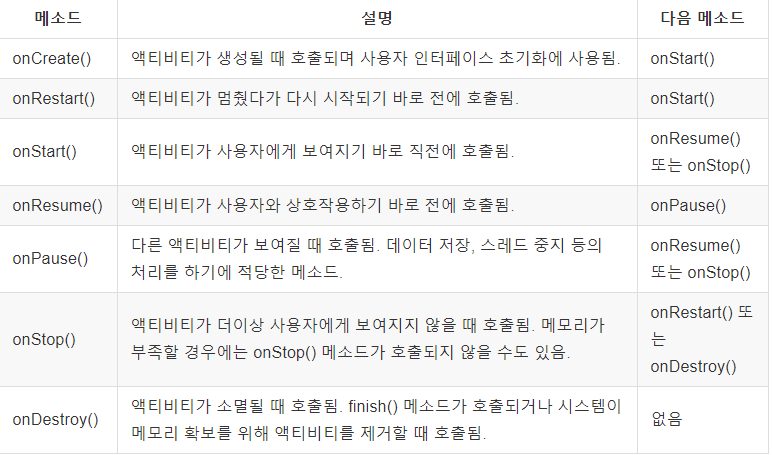 메소드 설명 다음 메소드
onCreate() 액티비티가 생성될 때 호출되며 사용자 인터페이스 초기화에 사용됨. onStart()
onRestart() 액티비티가 멈췄다가 다시 시작되기 바로 전에 호출됨. onStart()
onStart() 액티비티가 사용자에게 보여지기 바로 직전에 호출됨. onResume()
또는 onStop()
onResume() 액티비티가 사용자와 상호작용하기 바로 전에 호출됨. onPause()
onPause() 다른 액티비티가 보여질 때 호출됨. 데이터 저장, 스레드 중지 등의
처리를 하기에 적당한 메소드.
onResume()
또는 onStop()
onStop() 액티비티가 더이상 사용자에게 보여지지 않을 때 호출됨. 메모리가
부족할 경우에는 onStop() 메소드가 호출되지 않을 수도 있음.
onRestart() 또
는
onDestroy()
onDestroy() 액티비티가 소멸될 때 호출됨. finish() 메소드가 호출되거나 시스템이
메모리 확보를 위해 액티비티를 제거할 때 호출됨.
없음